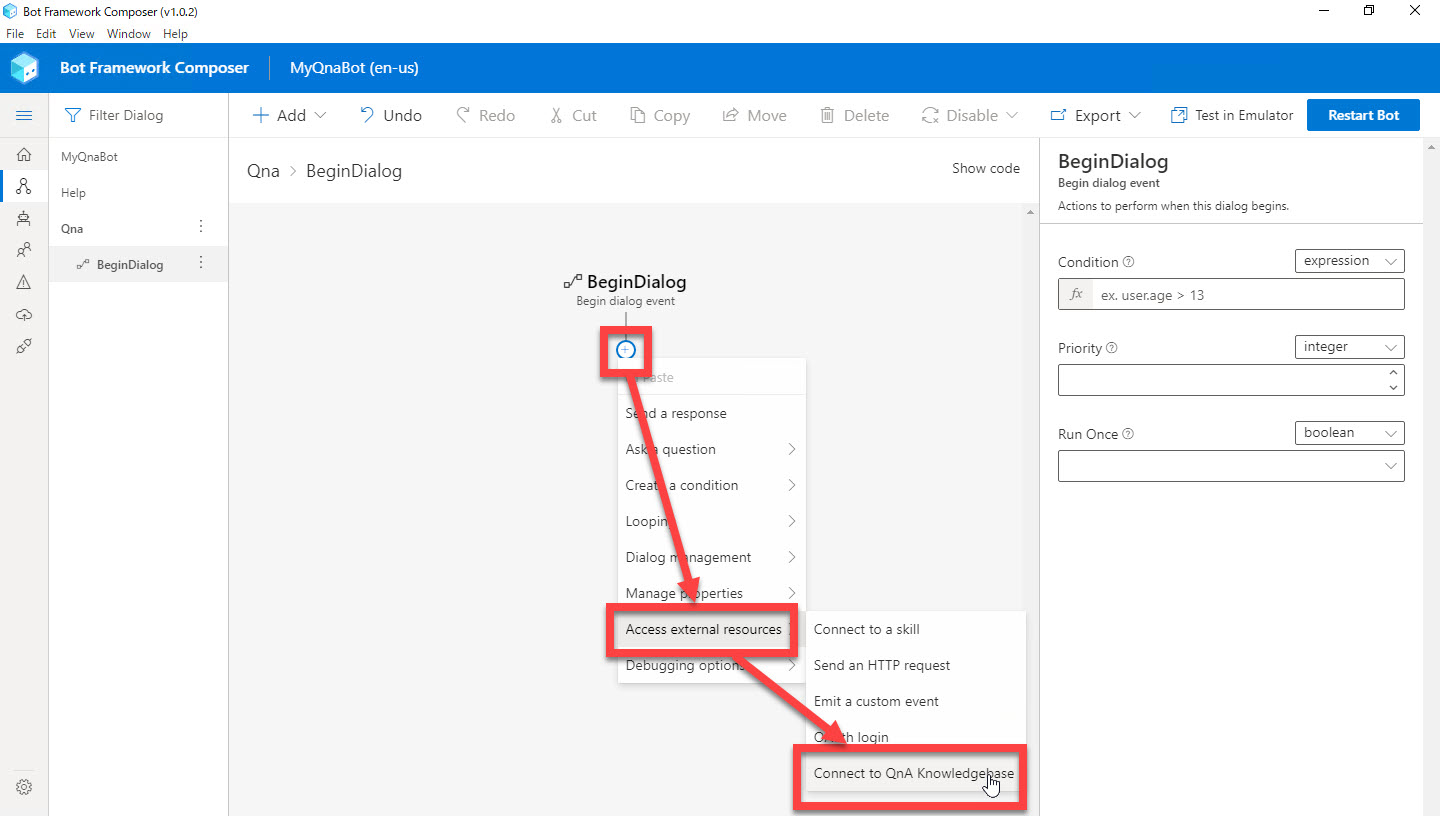 Bot Framework Composer (v1.0.2)
File Edit View Window Help
Bot Framework Composer MyQnaBot (en-us)
Filter Dialog
Add Undo Redo Cut Copy Move Delete Disable Export Test in Emulator Restart Bot
MyQnaBot
Help
Qna
BeginDialog
Qna > BeginDialog
Show code
BeginDialog
Begin dialog event
Paste
Send a response
Ask a question
Create a condition
Looping
Dialog management
Manage properties
Access external resources
Debugging options
Connect to a skill
Send an HTTP request
Emit a custom event
OAuth login
Connect to QnA Knowledgebase
BeginDialog
Begin dialog event
Actions to perform when this dialog begins.
Condition expression
fx ex. user.age > 13
Priority integer
Run Once boolean